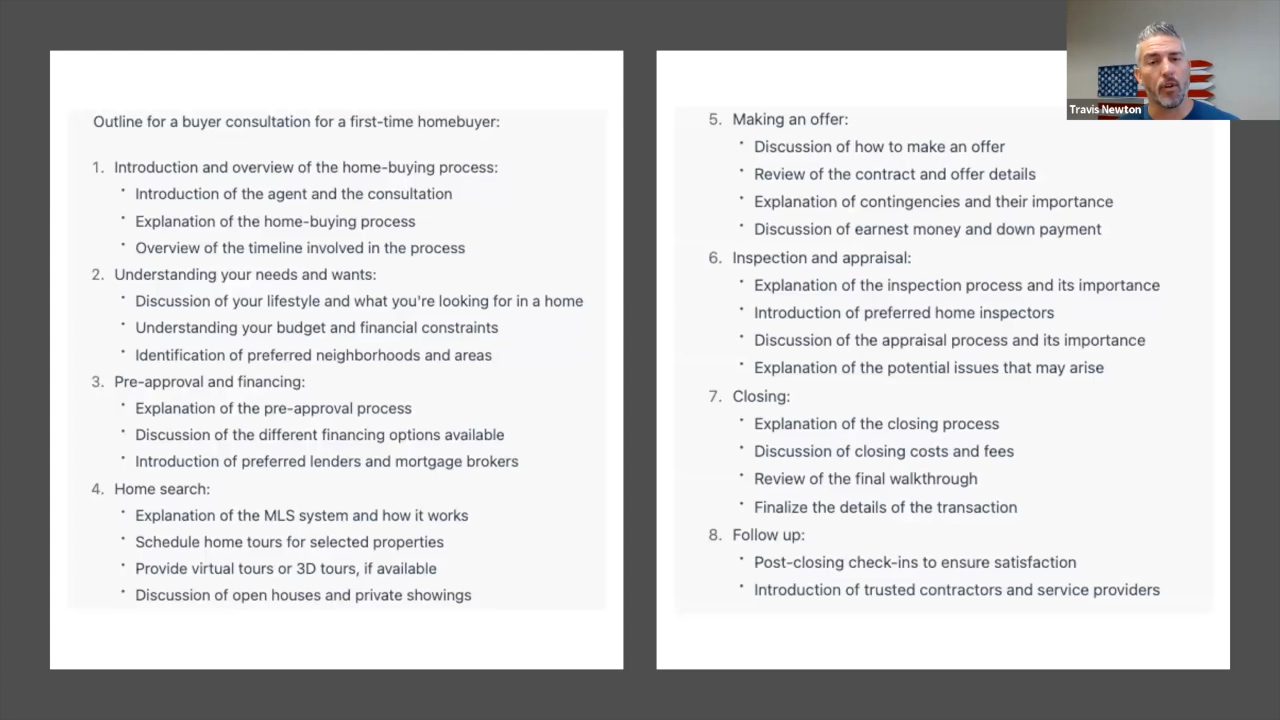 Outline for a buyer consultation for a first-time homebuyer:
1. Introduction and overview of the home-buying process:
• Introduction of the agent and the consultation
• Explanation of the home-buying process
• Overview of the timeline involved in the process
2. Understanding your needs and wants:
• Discussion of your lifestyle and what you're looking for in a home
• Understanding your budget and financial constraints
• Identification of preferred neighborhoods and areas
3. Pre-approval and financing:
• Explanation of the pre-approval process
• Discussion of the different financing options available
• Introduction of preferred lenders and mortgage brokers
4. Home search:
• Explanation of the MLS system and how it works
• Schedule home tours for selected properties
• Provide virtual tours or 3D tours, if available
• Discussion of open houses and private showings
5. Making an offer:
• Discussion of how to make an offer
• Review of the contract and offer details
• Explanation of contingencies and their importance
• Discussion of earnest money and down payment
6. Inspection and appraisal:
• Explanation of the inspection process and its importance
• Introduction of preferred home inspectors
• Discussion of the appraisal process and its importance
• Explanation of the potential issues that may arise
7. Closing:
• Explanation of the closing process
• Discussion of closing costs and fees
• Review of the final walkthrough
• Finalize the details of the transaction
8. Follow up:
• Post-closing check-ins to ensure satisfaction
• Introduction of trusted contractors and service providers
Travis Newton